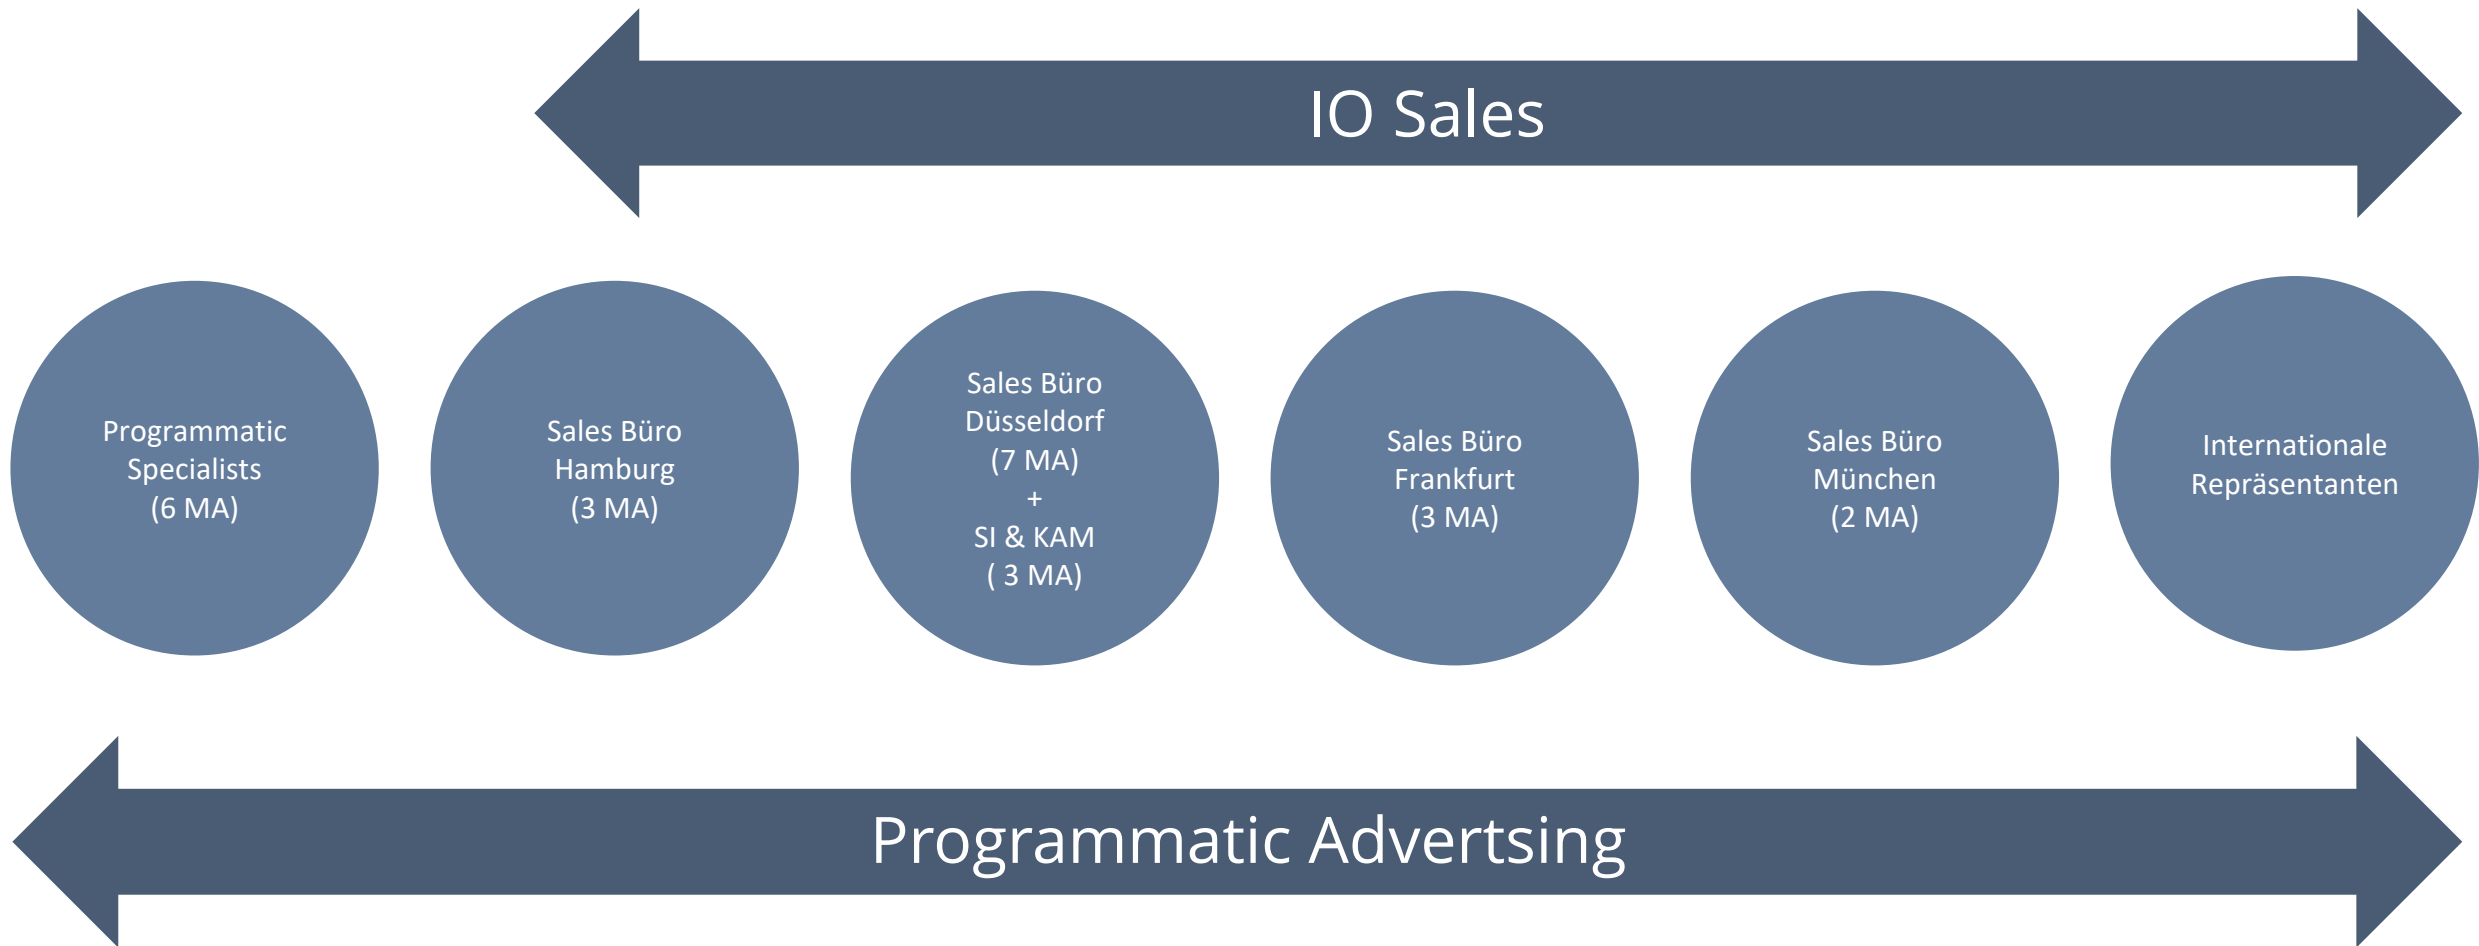 IO Sales
Programmatic
Specialists
(6 MA)
Sales Büro
Hamburg
(3 MA)
Sales Büro
Düsseldorf
(7 MA)
+
SI & KAM
( 3 MA)
Sales Büro
Frankfurt
(3 MA)
Sales Büro
München
(2 MA)
Internationale
Repräsentanten
Programmatic Advertsing